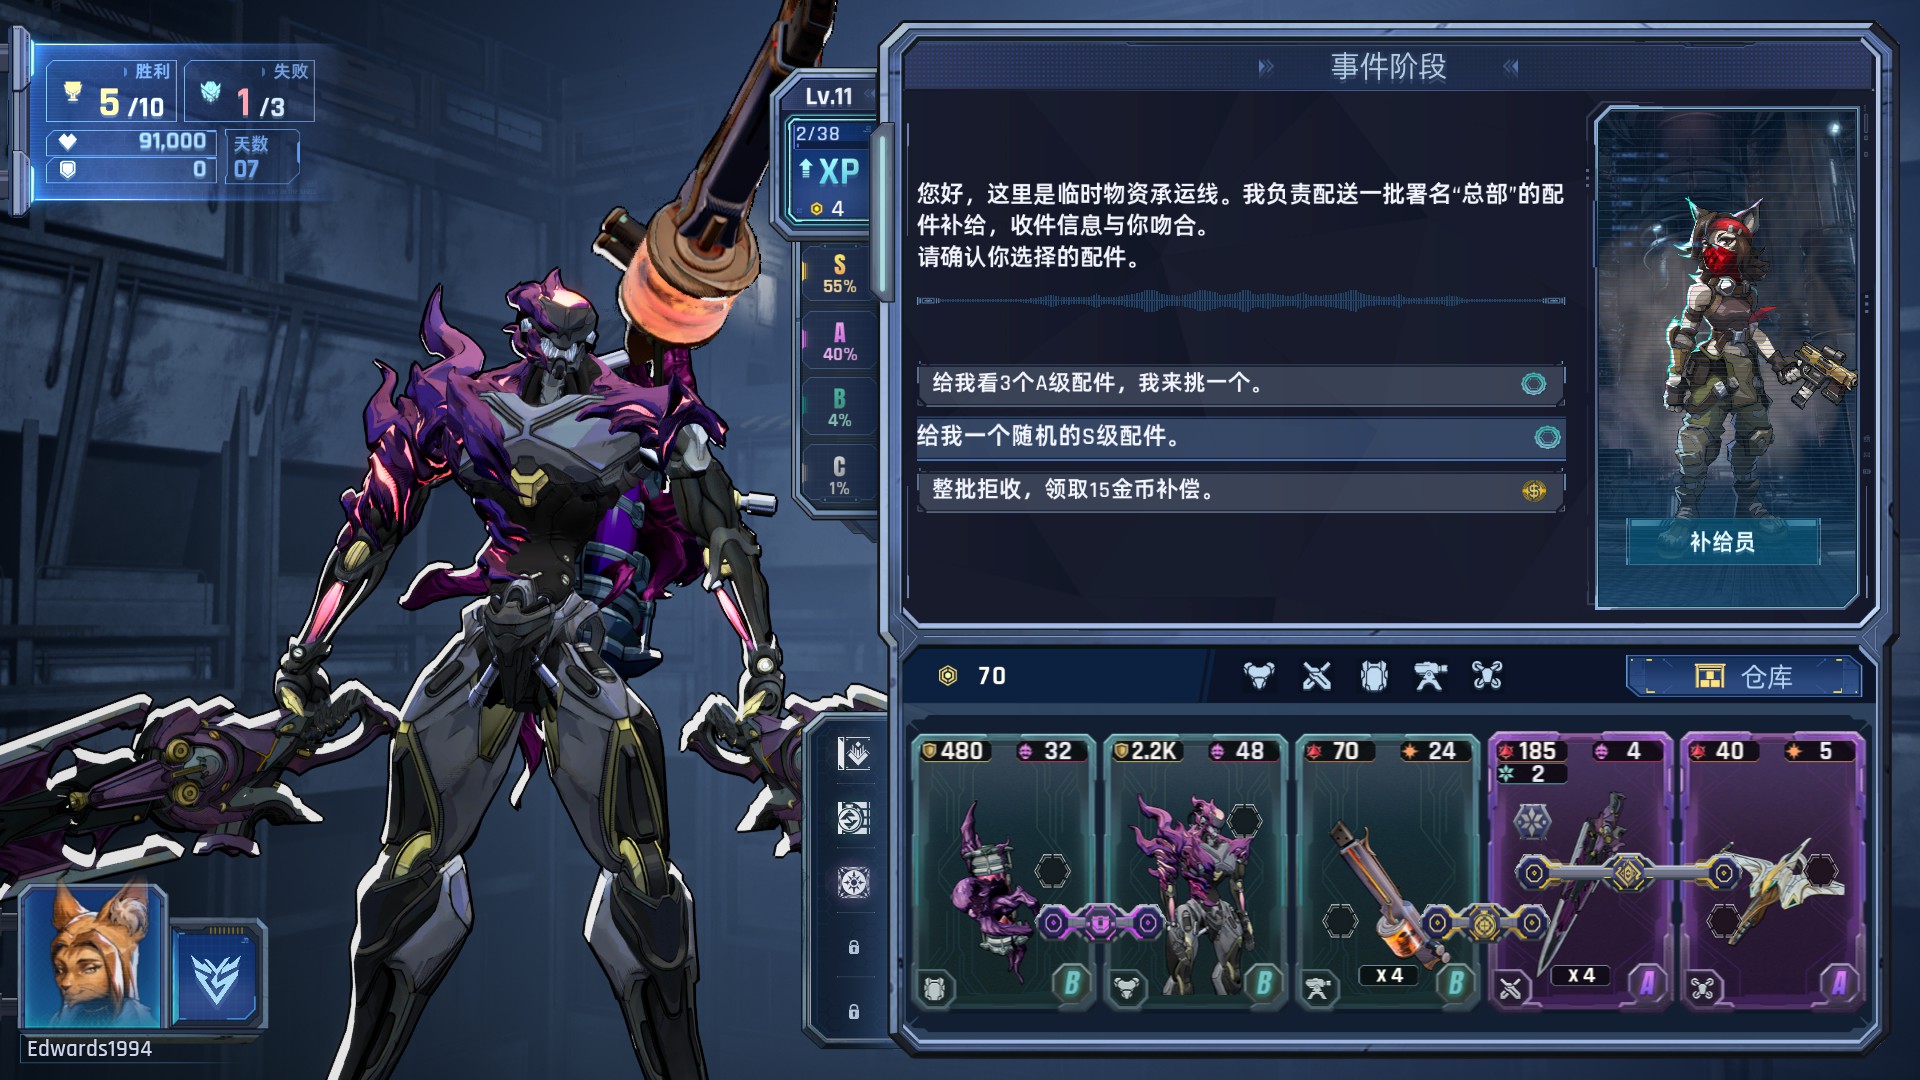 胜利
5/10
失败
1/3
91,000
0
天数
07
Lv.11
2/38
XP
4
S
55%
A
40%
B
4%
C
1%
事件阶段
您好，这里是临时物资承运线。我负责配送一批署名“总部”的配
件补给，收件信息与你吻合。
请确认你选择的配件。
给我看3个A级配件，我来挑一个。
给我一个随机的S级配件。
整批拒收，领取15金币补偿。
补给员
70
仓库
480
32
B
2.2K
48
B
70
24
x4
B
185
4
2
x4
A
40
5
A
Edwards1994